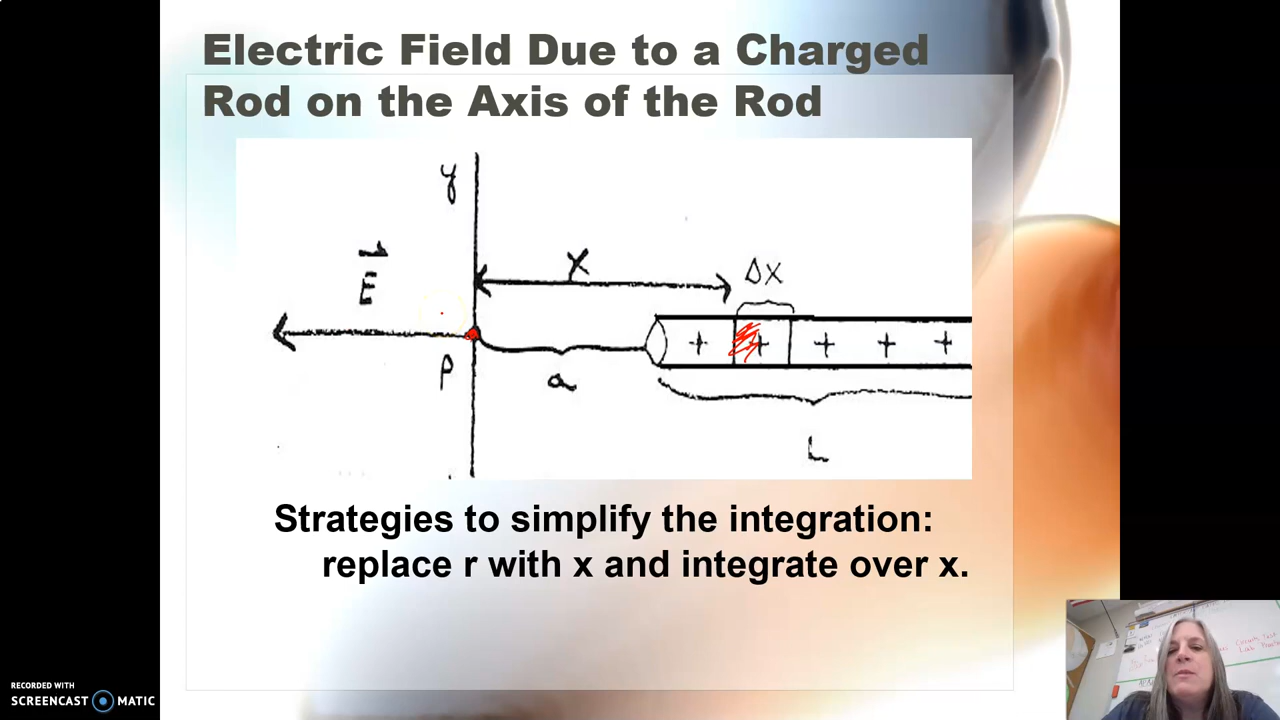 Electric Field Due to a Charged
Rod on the Axis of the Rod
y
E
X
Δx
+ + + + +
P
a
L
Strategies to simplify the integration:
replace r with x and integrate over x.
RECORDED WITH
SCREENCAST MATIC